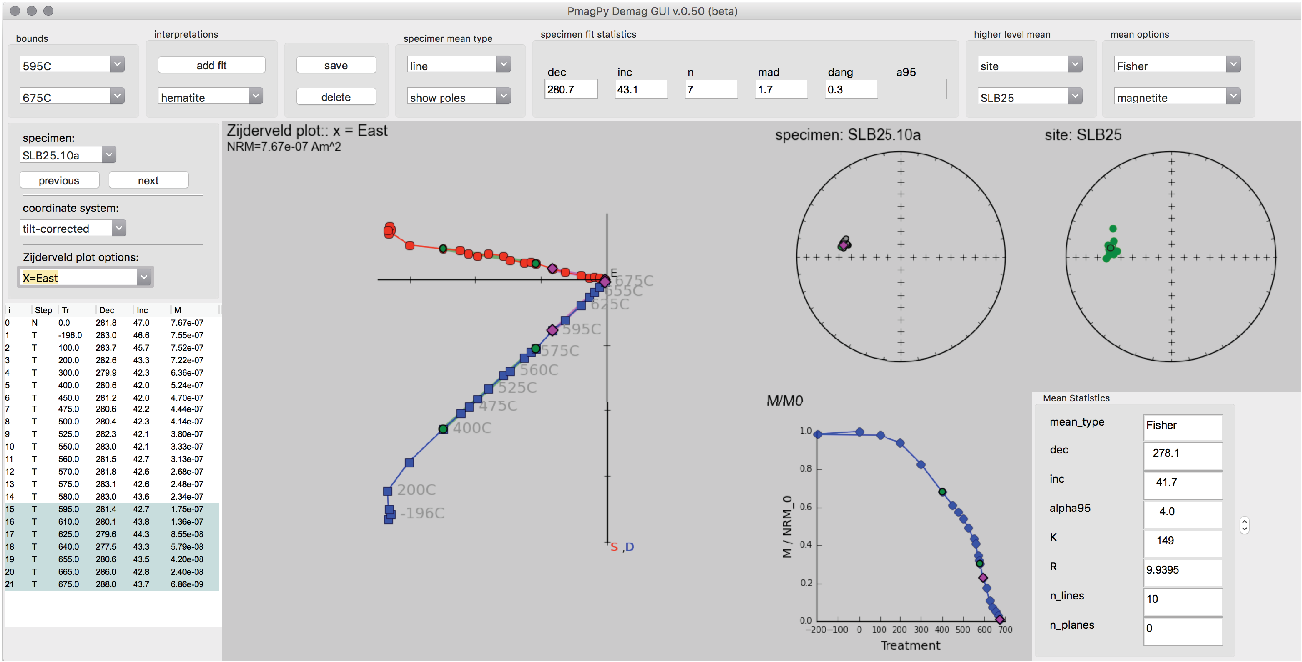 PmagPy Demag GUI v.0.50 (beta)
bounds
595C
675C
interpretations
add fit
hematite
save
delete
specimen mean type
line
show poles
specimen fit statistics
dec inc n mad dang a95
280.7 43.1 7 1.7 0.3
higher level mean
site
SLB25
mean options
Fisher
magnetite
specimen:
SLB25.10a
previous next
coordinate system:
tilt-corrected
Zijderveld plot options:
X=East
i Step Tr Dec Inc M
0 N 0.0 281.8 47.0 7.67e-07
1 T -196.0 283.0 46.6 7.55e-07
2 T 100.0 283.7 45.7 7.52e-07
3 T 200.0 282.6 43.3 7.22e-07
4 T 300.0 279.9 42.3 6.36e-07
5 T 400.0 280.6 42.0 5.24e-07
6 T 450.0 281.2 42.0 4.70e-07
7 T 475.0 280.6 42.2 4.44e-07
8 T 500.0 280.4 42.3 4.14e-07
9 T 525.0 282.3 42.1 3.80e-07
10 T 550.0 283.0 42.1 3.33e-07
11 T 560.0 281.5 42.7 3.13e-07
12 T 570.0 281.8 42.6 2.68e-07
13 T 575.0 283.1 42.6 2.48e-07
14 T 580.0 283.0 43.6 2.34e-07
15 T 595.0 281.4 42.7 1.75e-07
16 T 610.0 280.1 43.8 1.36e-07
17 T 625.0 279.6 44.3 8.55e-08
18 T 640.0 277.5 43.3 5.79e-08
19 T 655.0 280.6 43.5 4.20e-08
20 T 665.0 286.0 42.8 2.40e-08
21 T 675.0 288.0 43.7 6.86e-09
Zijderveld plot:: x = East
NRM=7.67e-07 Am^2
E
675C
655C
625C
595C
575C
560C
525C
475C
400C
200C
-196C
S ,D
specimen: SLB25.10a
site: SLB25
M/M0
M / NRM_0
1.0
0.8
0.6
0.4
0.2
0.0
-200 -100 0 100 200 300 400 500 600 700
Treatment
Mean Statistics
mean_type Fisher
dec 278.1
inc 41.7
alpha95 4.0
K 149
R 9.9395
n_lines 10
n_planes 0